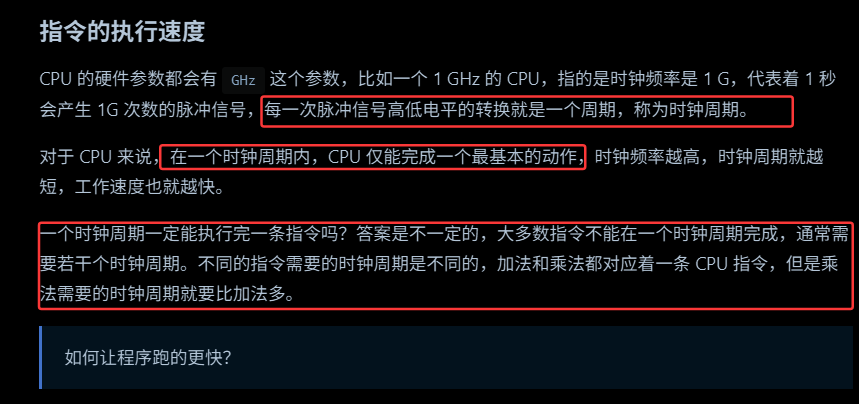 指令的执行速度
CPU 的硬件参数都会有 GHz 这个参数，比如一个 1 GHz 的 CPU，指的是时钟频率是 1 G，代表着 1 秒
会产生 1G 次数的脉冲信号，每一次脉冲信号高低电平的转换就是一个周期，称为时钟周期。
对于 CPU 来说，在一个时钟周期内，CPU 仅能完成一个最基本的动作，时钟频率越高，时钟周期就越
短，工作速度也就越快。
一个时钟周期一定能执行完一条指令吗？答案是不一定的，大多数指令不能在一个时钟周期完成，通常需
要若干个时钟周期。不同的指令需要的时钟周期是不同的，加法和乘法都对应着一条 CPU 指令，但是乘
法需要的时钟周期就要比加法多。
如何让程序跑的更快？